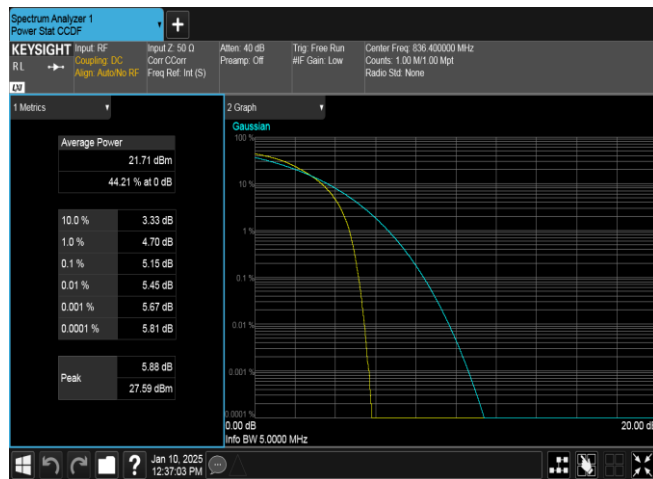 Spectrum Analyzer 1
Power Stat CCDF
+
KEYSIGHT
RL
Input: RF
Coupling: DC
Align: Auto/No RF
Input Z: 50 Ω
Corr CCorr
Freq Ref: Int (S)
Atten: 40 dB
Preamp: Off
Trig: Free Run
#IF Gain: Low
Center Freq: 836.400000 MHz
Counts: 1.00 M/1.00 Mpt
Radio Std: None
LXI
1 Metrics
Average Power
21.71 dBm
44.21 % at 0 dB
10.0 % 3.33 dB
1.0 % 4.70 dB
0.1 % 5.15 dB
0.01 % 5.45 dB
0.001 % 5.67 dB
0.0001 % 5.81 dB
Peak
5.88 dB
27.59 dBm
2 Graph
Gaussian
100 %
10 %
1 %
0.1 %
0.01 %
0.001 %
0.0001 %
0.00 dB
20.00 dB
Info BW 5.0000 MHz
?
Jan 10, 2025
12:37:03 PM